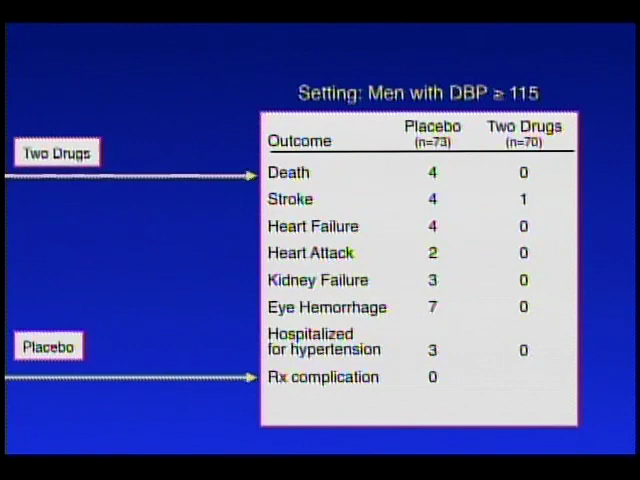 Setting: Men with DBP ≥ 115
Two Drugs
Placebo
Outcome Placebo (n=73) Two Drugs (n=70)
Death 4 0
Stroke 4 1
Heart Failure 4 0
Heart Attack 2 0
Kidney Failure 3 0
Eye Hemorrhage 7 0
Hospitalized
for hypertension 3 0
Rx complication 0